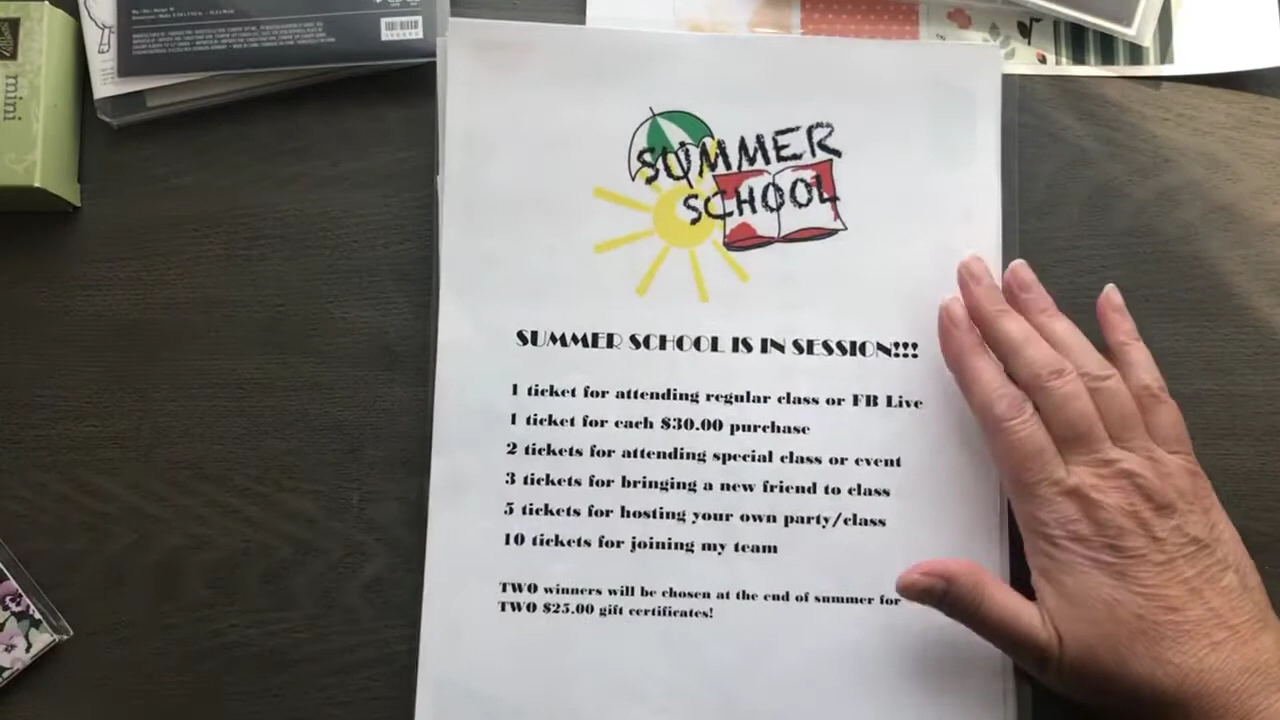 mini
SUMMER
SCHOOL
SUMMER SCHOOL IS IN SESSION!!!
1 ticket for attending regular class or FB Live
1 ticket for each $30.00 purchase
2 tickets for attending special class or event
3 tickets for bringing a new friend to class
5 tickets for hosting your own party/class
10 tickets for joining my team
TWO winners will be chosen at the end of summer for
TWO $25.00 gift certificates!